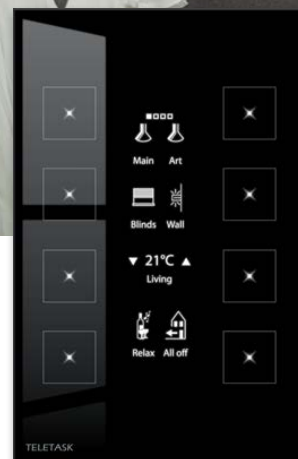 Main Art
Blinds Wall
▼ 21°C ▲
Living
Relax All off
TELETASK